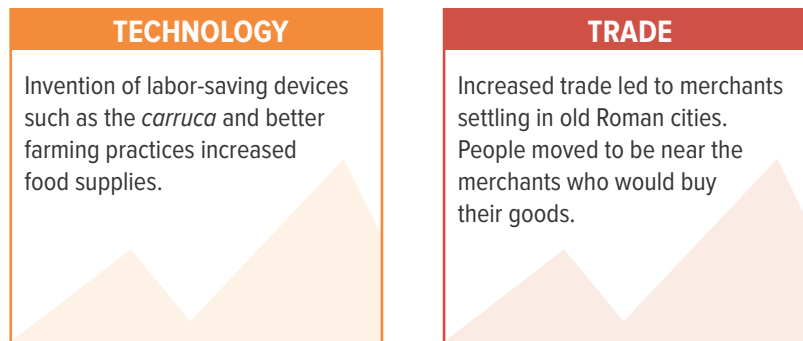 TECHNOLOGY
Invention of labor-saving devices
such as the carruca and better
farming practices increased
food supplies.
TRADE
Increased trade led to merchants
settling in old Roman cities.
People moved to be near the
merchants who would buy
their goods.